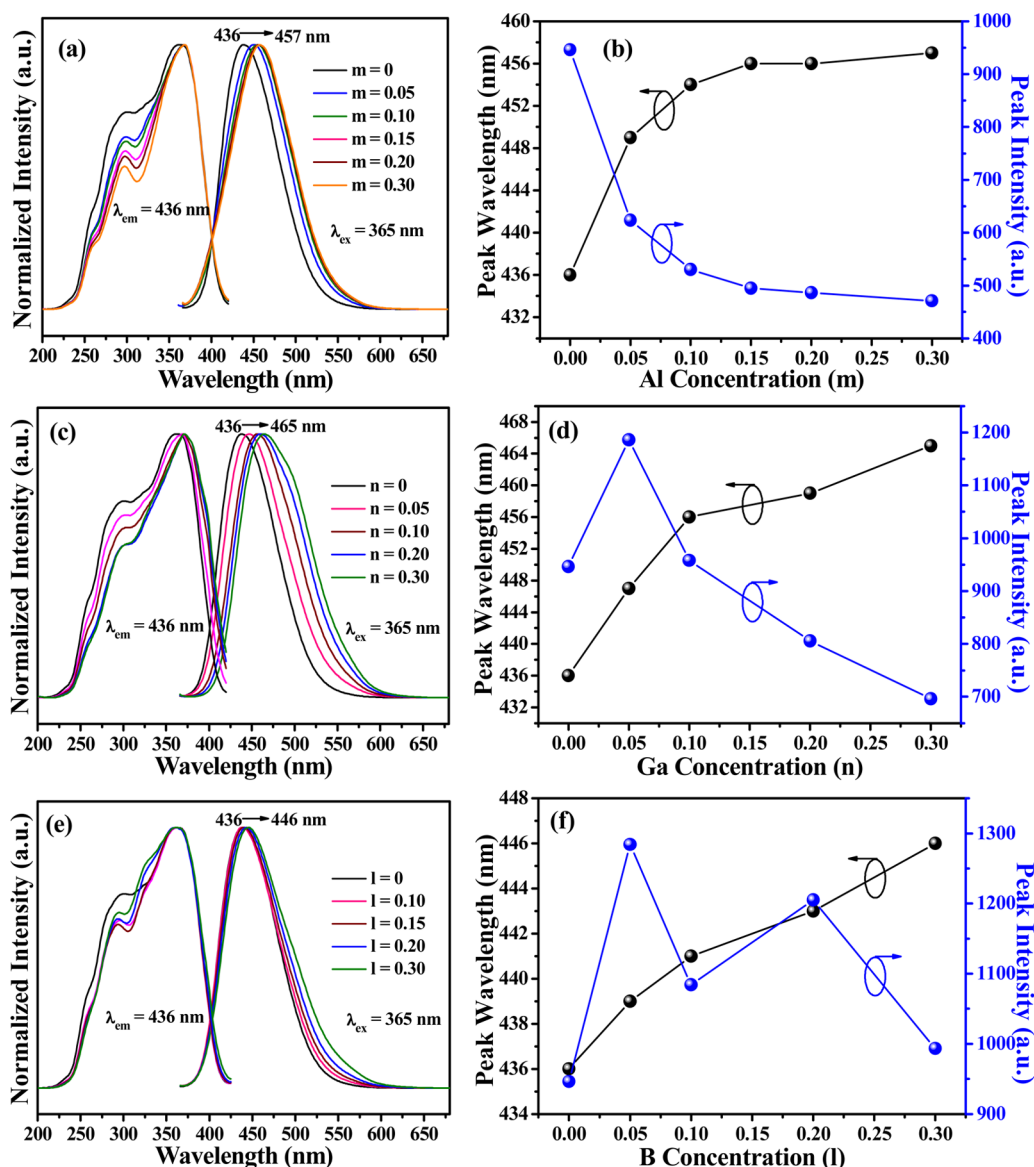 (a)
436 457 nm
m = 0
m = 0.05
m = 0.10
m = 0.15
m = 0.20
m = 0.30
λem = 436 nm
λex = 365 nm
Normalized Intensity (a.u.)
200 250 300 350 400 450 500 550 600 650
Wavelength (nm)
(b)
460
456
452
448
444
440
436
432
Peak Wavelength (nm)
1000
900
800
700
600
500
400
Peak Intensity (a.u.)
0.00 0.05 0.10 0.15 0.20 0.25 0.30
Al Concentration (m)
(c)
436 465 nm
n = 0
n = 0.05
n = 0.10
n = 0.20
n = 0.30
λem = 436 nm
λex = 365 nm
Normalized Intensity (a.u.)
200 250 300 350 400 450 500 550 600 650
Wavelength (nm)
(d)
468
464
460
456
452
448
444
440
436
432
Peak Wavelength (nm)
1200
1100
1000
900
800
700
Peak Intensity (a.u.)
0.00 0.05 0.10 0.15 0.20 0.25 0.30
Ga Concentration (n)
(e)
436 446 nm
l = 0
l = 0.10
l = 0.15
l = 0.20
l = 0.30
λem = 436 nm
λex = 365 nm
Normalized Intensity (a.u.)
200 250 300 350 400 450 500 550 600 650
Wavelength (nm)
(f)
448
446
444
442
440
438
436
434
Peak Wavelength (nm)
1300
1200
1100
1000
900
Peak Intensity (a.u.)
0.00 0.05 0.10 0.15 0.20 0.25 0.30
B Concentration (l)